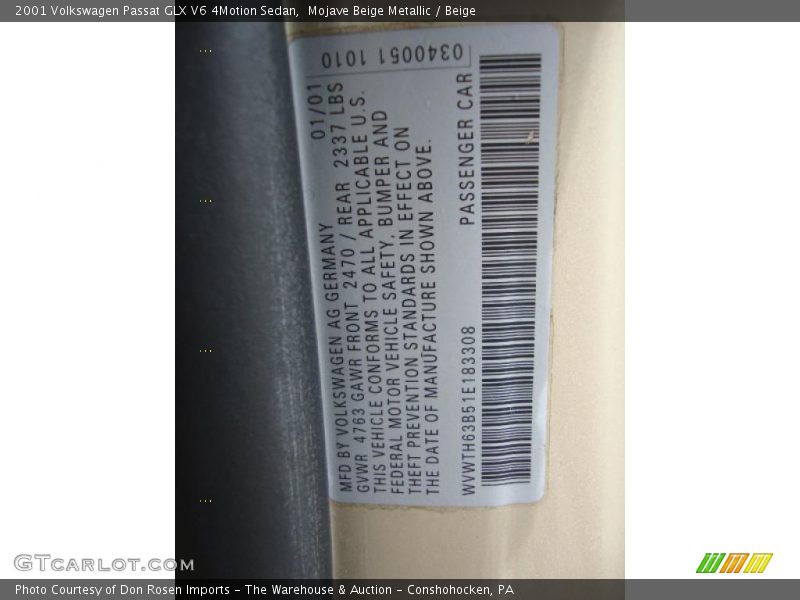 2001 Volkswagen Passat GLX V6 4Motion Sedan,  Mojave Beige Metallic / Beige
0340051 1010
MFD BY VOLKSWAGEN AG GERMANY 01/01
GVWR 4763 GAWR FRONT 2470 / REAR 2337 LBS
THIS VEHICLE CONFORMS TO ALL APPLICABLE U.S.
FEDERAL MOTOR VEHICLE SAFETY, BUMPER AND
THEFT PREVENTION STANDARDS IN EFFECT ON
THE DATE OF MANUFACTURE SHOWN ABOVE.
WVWTH63B51E183308 PASSENGER CAR
GTCARLOT.COM
Photo Courtesy of Don Rosen Imports - The Warehouse & Auction - Conshohocken, PA